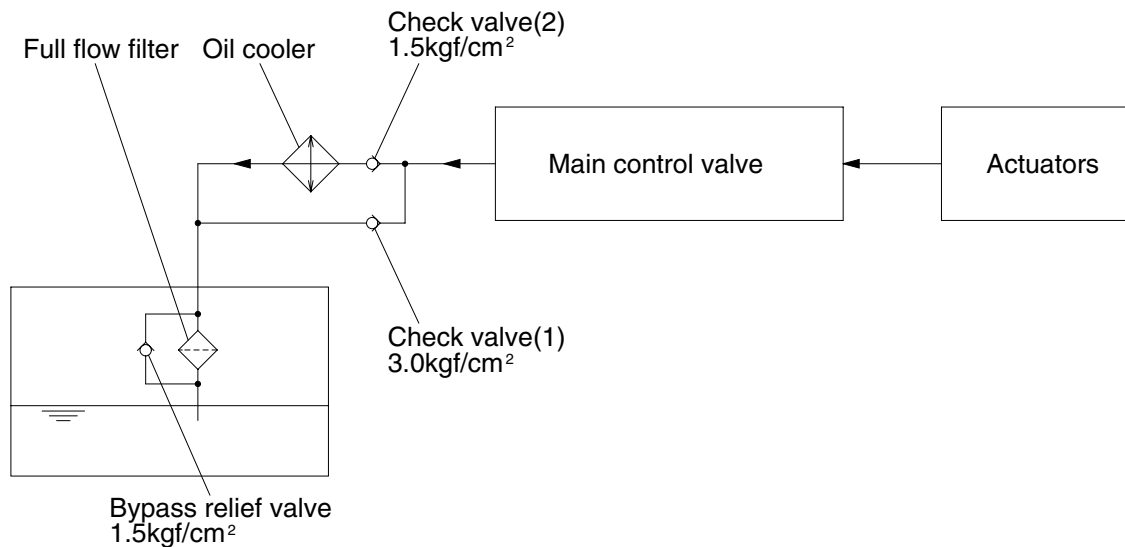 Check valve(2)
1.5kgf/cm²
Full flow filter
Oil cooler
Main control valve
Actuators
Check valve(1)
3.0kgf/cm²
Bypass relief valve
1.5kgf/cm²